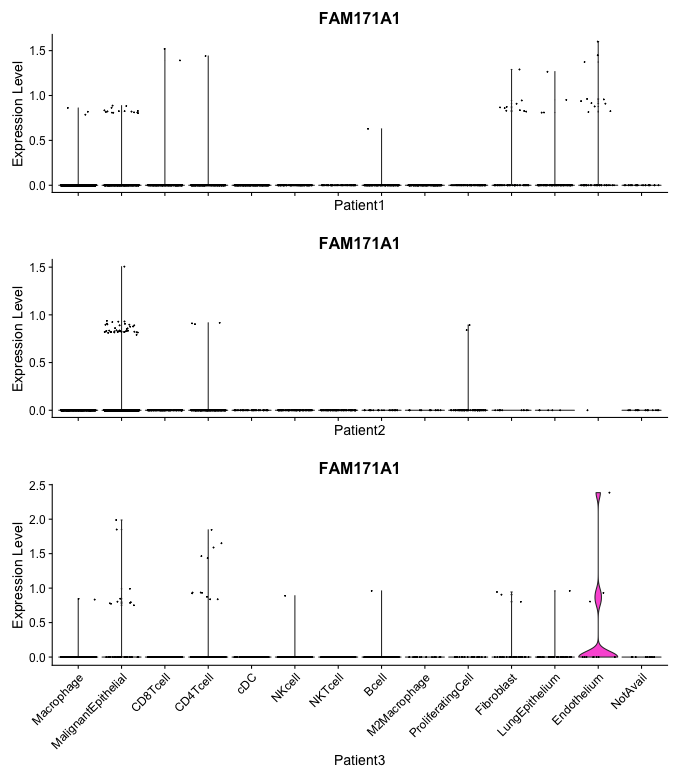 FAM171A1
Expression Level
1.5
1.0
0.5
0.0
Patient1
FAM171A1
Expression Level
1.5
1.0
0.5
0.0
Patient2
FAM171A1
Expression Level
2.5
2.0
1.5
1.0
0.5
0.0
Macrophage
MalignantEpithelial
CD8Tcell
CD4Tcell
cDC
NKcell
NKTcell
Bcell
M2Macrophage
ProliferatingCell
Fibroblast
LungEpithelium
Endothelium
NotAvail
Patient3